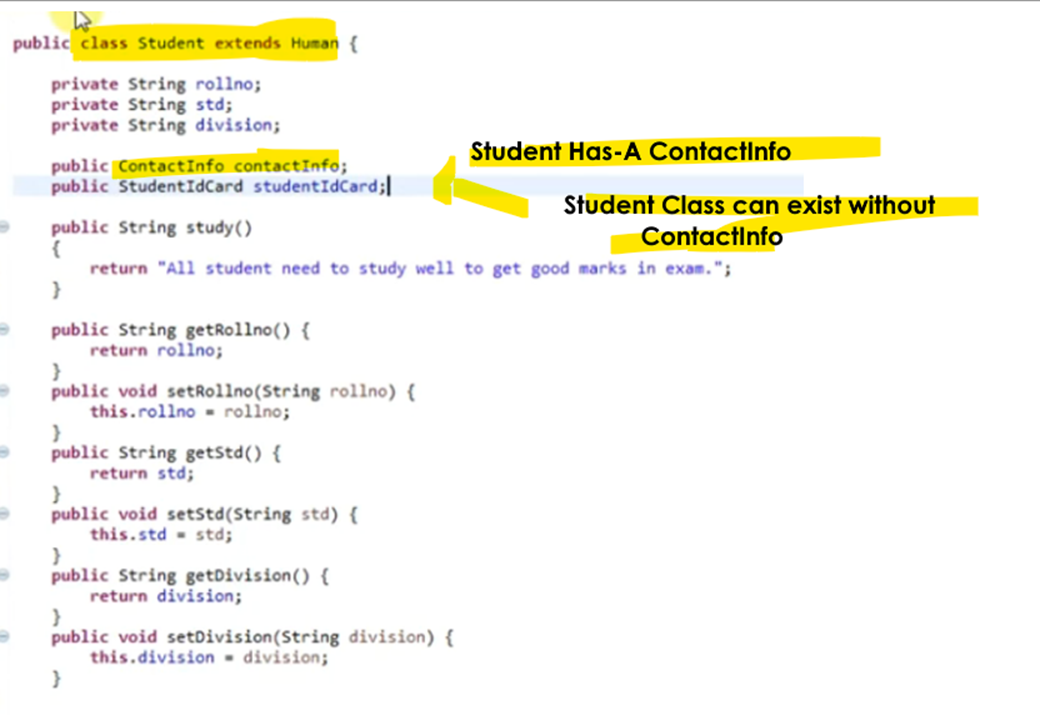 public class Student extends Human {
private String rollno;
private String std;
private String division;
public ContactInfo contactInfo;
public StudentIdCard studentIdCard;
Student Has-A ContactInfo
Student Class can exist without
ContactInfo
public String study()
{
return "All student need to study well to get good marks in exam.";
}
public String getRollno() {
return rollno;
}
public void setRollno(String rollno) {
this.rollno = rollno;
}
public String getStd() {
return std;
}
public void setStd(String std) {
this.std = std;
}
public String getDivision() {
return division;
}
public void setDivision(String division) {
this.division = division;
}